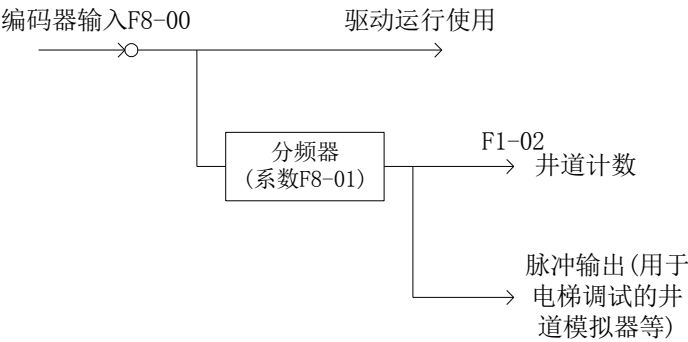 编码器输入F8-00
驱动运行使用
分频器
(系数F8-01)
F1-02
井道计数
脉冲输出(用于
电梯调试的井
道模拟器等)